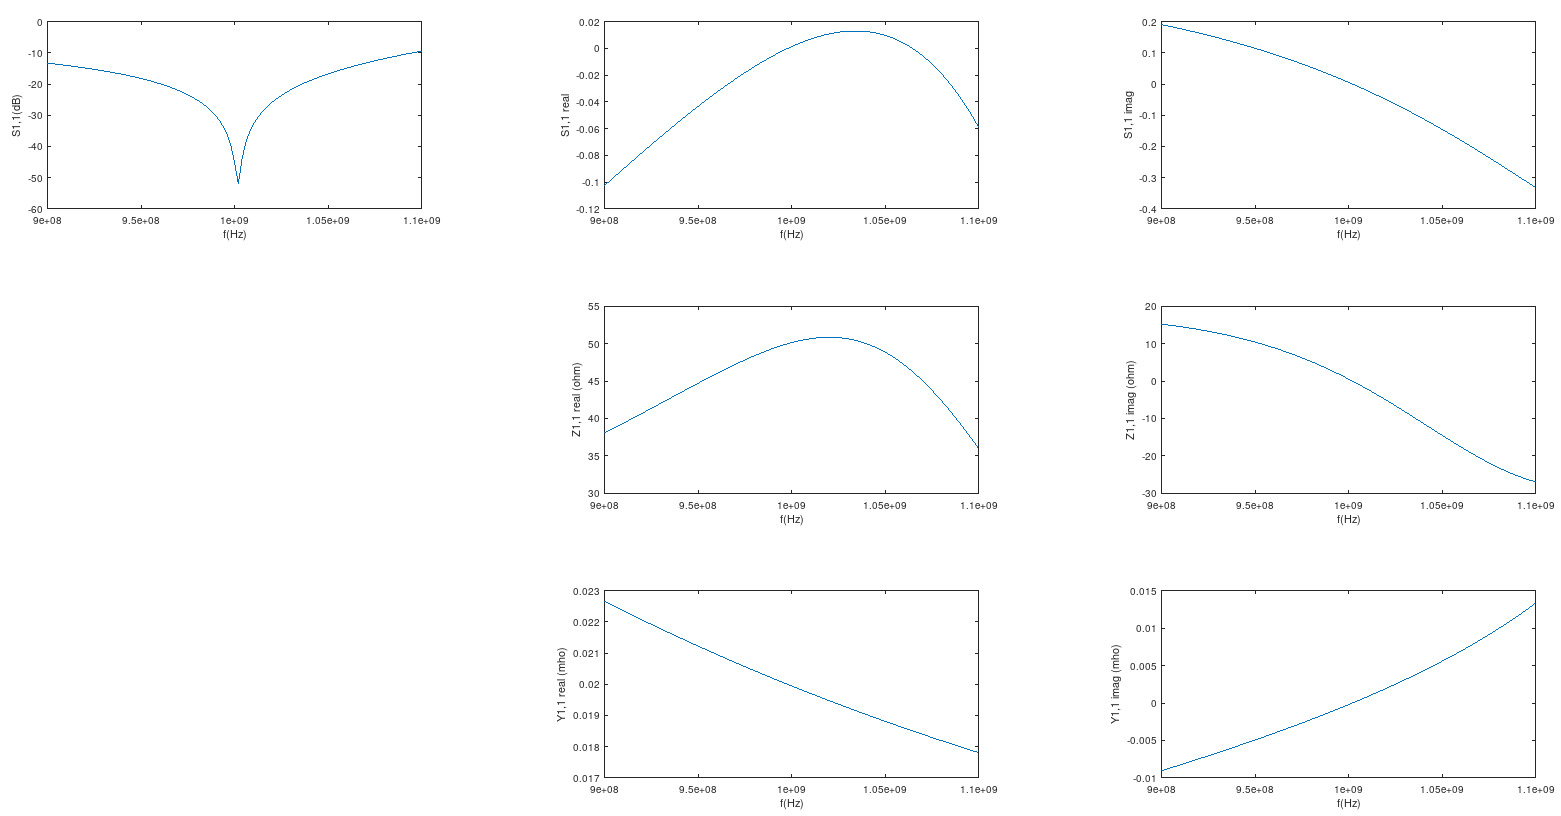 0
-10
-20
-30
-40
-50
-60
S1,1(dB)
9e+08 9.5e+08 1e+09 1.05e+09 1.1e+09
f(Hz)
0.02
0
-0.02
-0.04
-0.06
-0.08
-0.1
-0.12
S1,1 real
9e+08 9.5e+08 1e+09 1.05e+09 1.1e+09
f(Hz)
0.2
0.1
0
-0.1
-0.2
-0.3
-0.4
S1,1 imag
9e+08 9.5e+08 1e+09 1.05e+09 1.1e+09
f(Hz)
55
50
45
40
35
30
Z1,1 real (ohm)
9e+08 9.5e+08 1e+09 1.05e+09 1.1e+09
f(Hz)
20
10
0
-10
-20
-30
Z1,1 imag (ohm)
9e+08 9.5e+08 1e+09 1.05e+09 1.1e+09
f(Hz)
0.023
0.022
0.021
0.02
0.019
0.018
0.017
Y1,1 real (mho)
9e+08 9.5e+08 1e+09 1.05e+09 1.1e+09
f(Hz)
0.015
0.01
0.005
0
-0.005
-0.01
Y1,1 imag (mho)
9e+08 9.5e+08 1e+09 1.05e+09 1.1e+09
f(Hz)